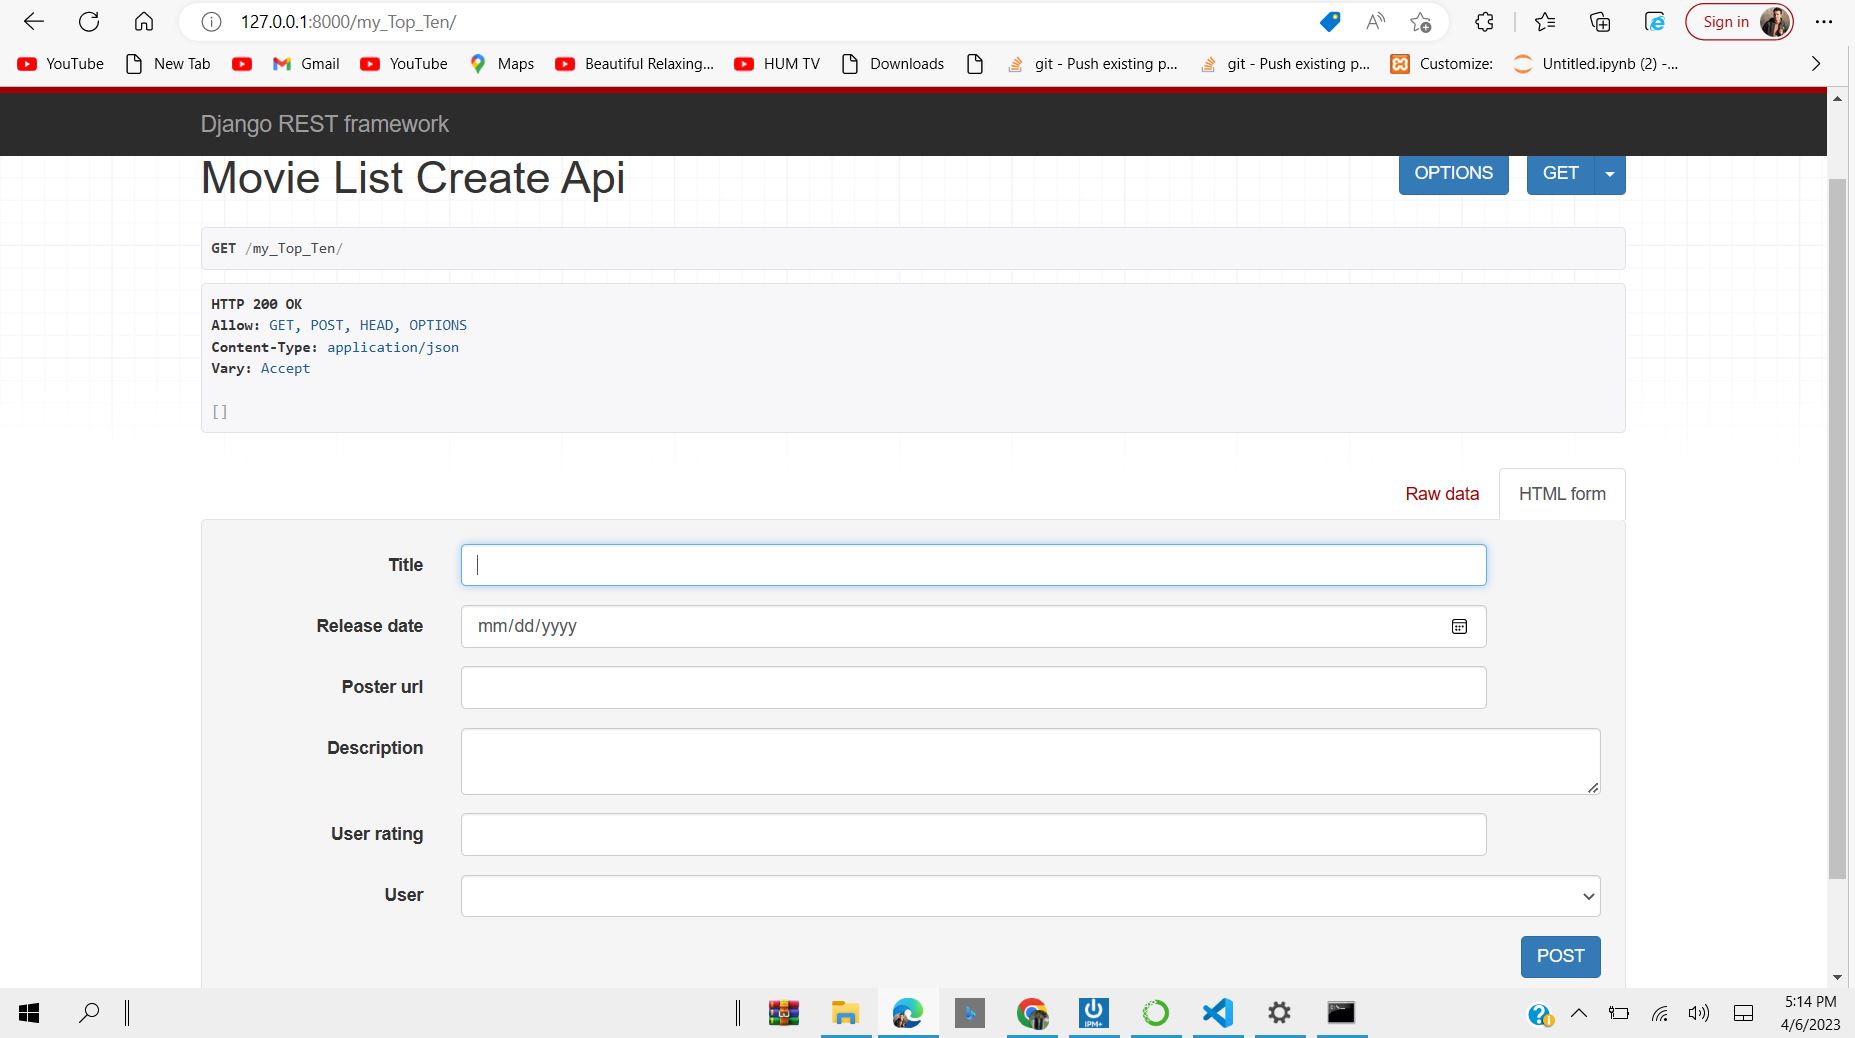 127.0.0.1:8000/my_Top_Ten/
Sign in
YouTube
New Tab
Gmail
YouTube
Maps
Beautiful Relaxing...
HUM TV
Downloads
git - Push existing p...
git - Push existing p...
Customize:
Untitled.ipynb (2) -...
Django REST framework
Movie List Create Api
OPTIONS
GET
GET /my_Top_Ten/
HTTP 200 OK
Allow: GET, POST, HEAD, OPTIONS
Content-Type: application/json
Vary: Accept
[]
Raw data
HTML form
Title
Release date
mm/dd/yyyy
Poster url
Description
User rating
User
POST
IPM+
5:14 PM
4/6/2023